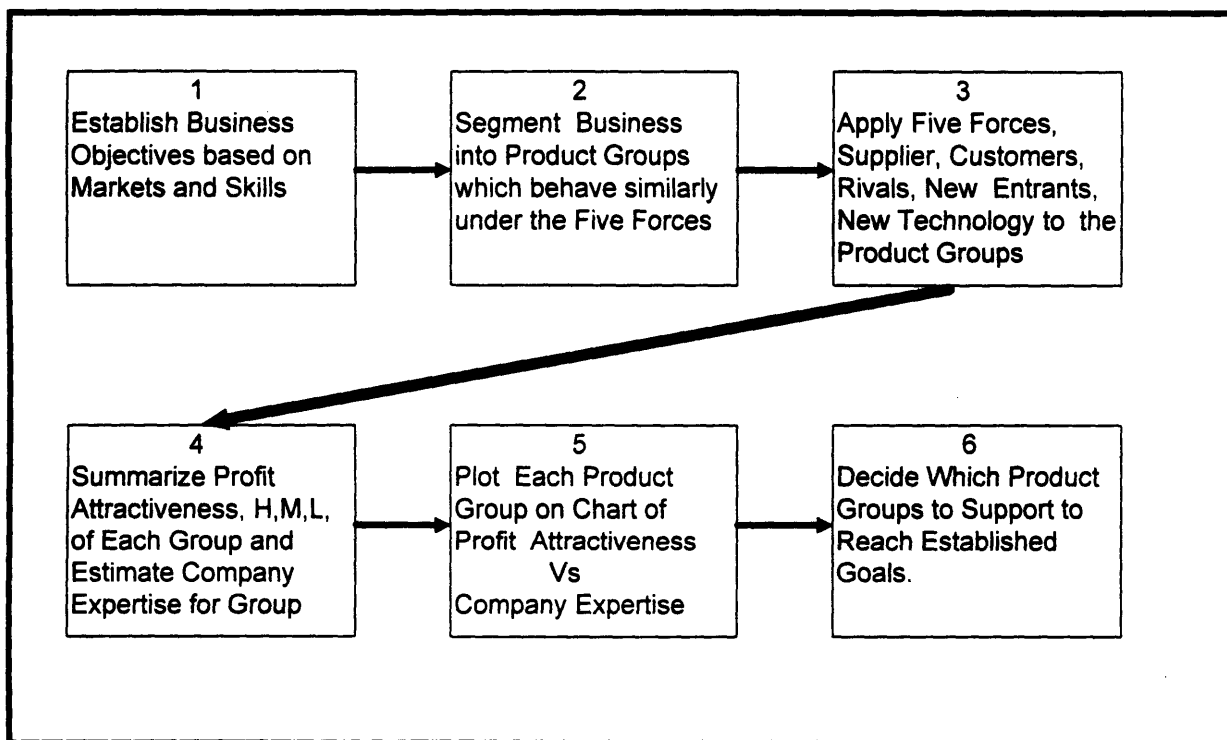 1
Establish Business
Objectives based on
Markets and Skills
2
Segment Business
into Product Groups
which behave similarly
under the Five Forces
3
Apply Five Forces,
Supplier, Customers,
Rivals, New Entrants,
New Technology to the
Product Groups
4
Summarize Profit
Attractiveness, H,M,L,
of Each Group and
Estimate Company
Expertise for Group
5
Plot Each Product
Group on Chart of
Profit Attractiveness
Vs
Company Expertise
6
Decide Which Product
Groups to Support to
Reach Established
Goals.